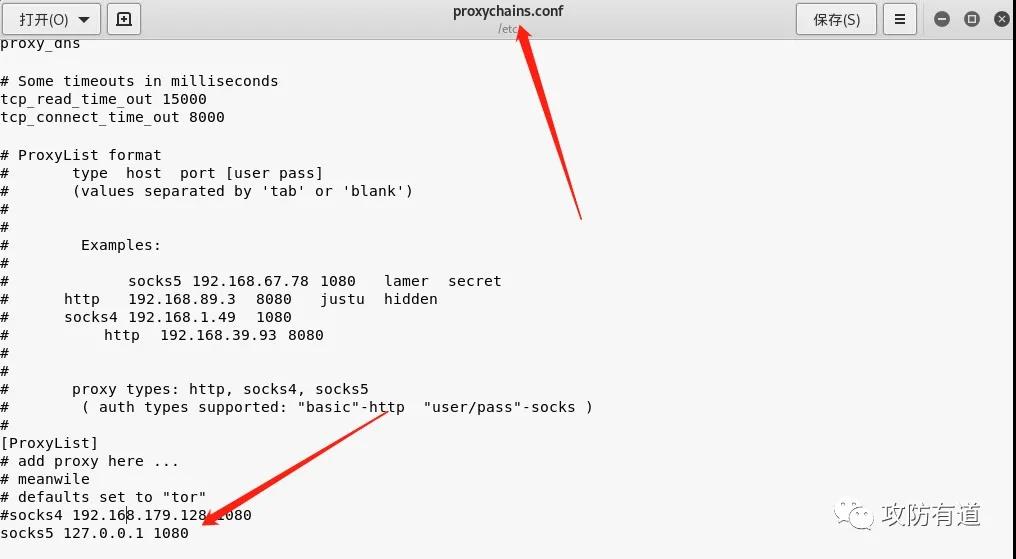 打开(O)
proxychains.conf
/etc
保存(S)
proxy_dns
# Some timeouts in milliseconds
tcp_read_time_out 15000
tcp_connect_time_out 8000
# ProxyList format
#       type  host  port [user pass]
#       (values separated by 'tab' or 'blank')
#
#
#        Examples:
#
#             socks5 192.168.67.78 1080   lamer  secret
#      http   192.168.89.3  8080   justu  hidden
#      socks4 192.168.1.49  1080
#          http  192.168.39.93 8080
#
#
#       proxy types: http, socks4, socks5
#        ( auth types supported: "basic"-http  "user/pass"-socks )
#
[ProxyList]
# add proxy here ...
# meanwile
# defaults set to "tor"
#socks4 192.168.179.128 1080
socks5 127.0.0.1 1080
攻防有道